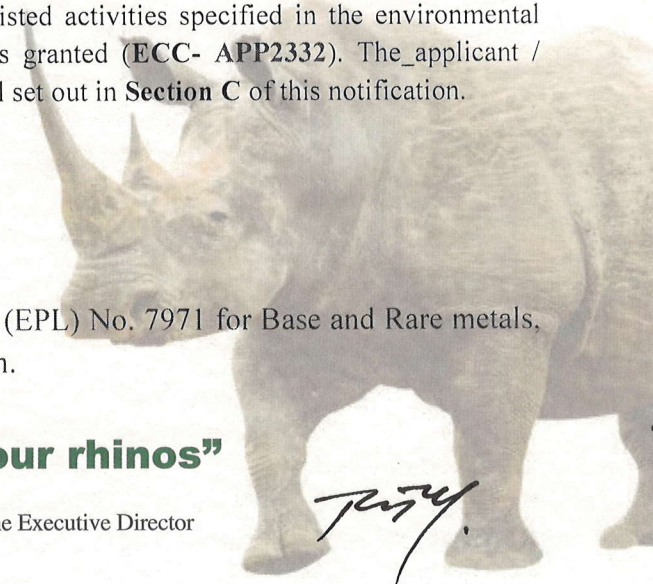 isted activities specified in the environmental
s granted (ECC- APP2332). The_applicant /
l set out in Section C of this notification.
(EPL) No. 7971 for Base and Rare metals,
n.
our rhinos”
e Executive Director